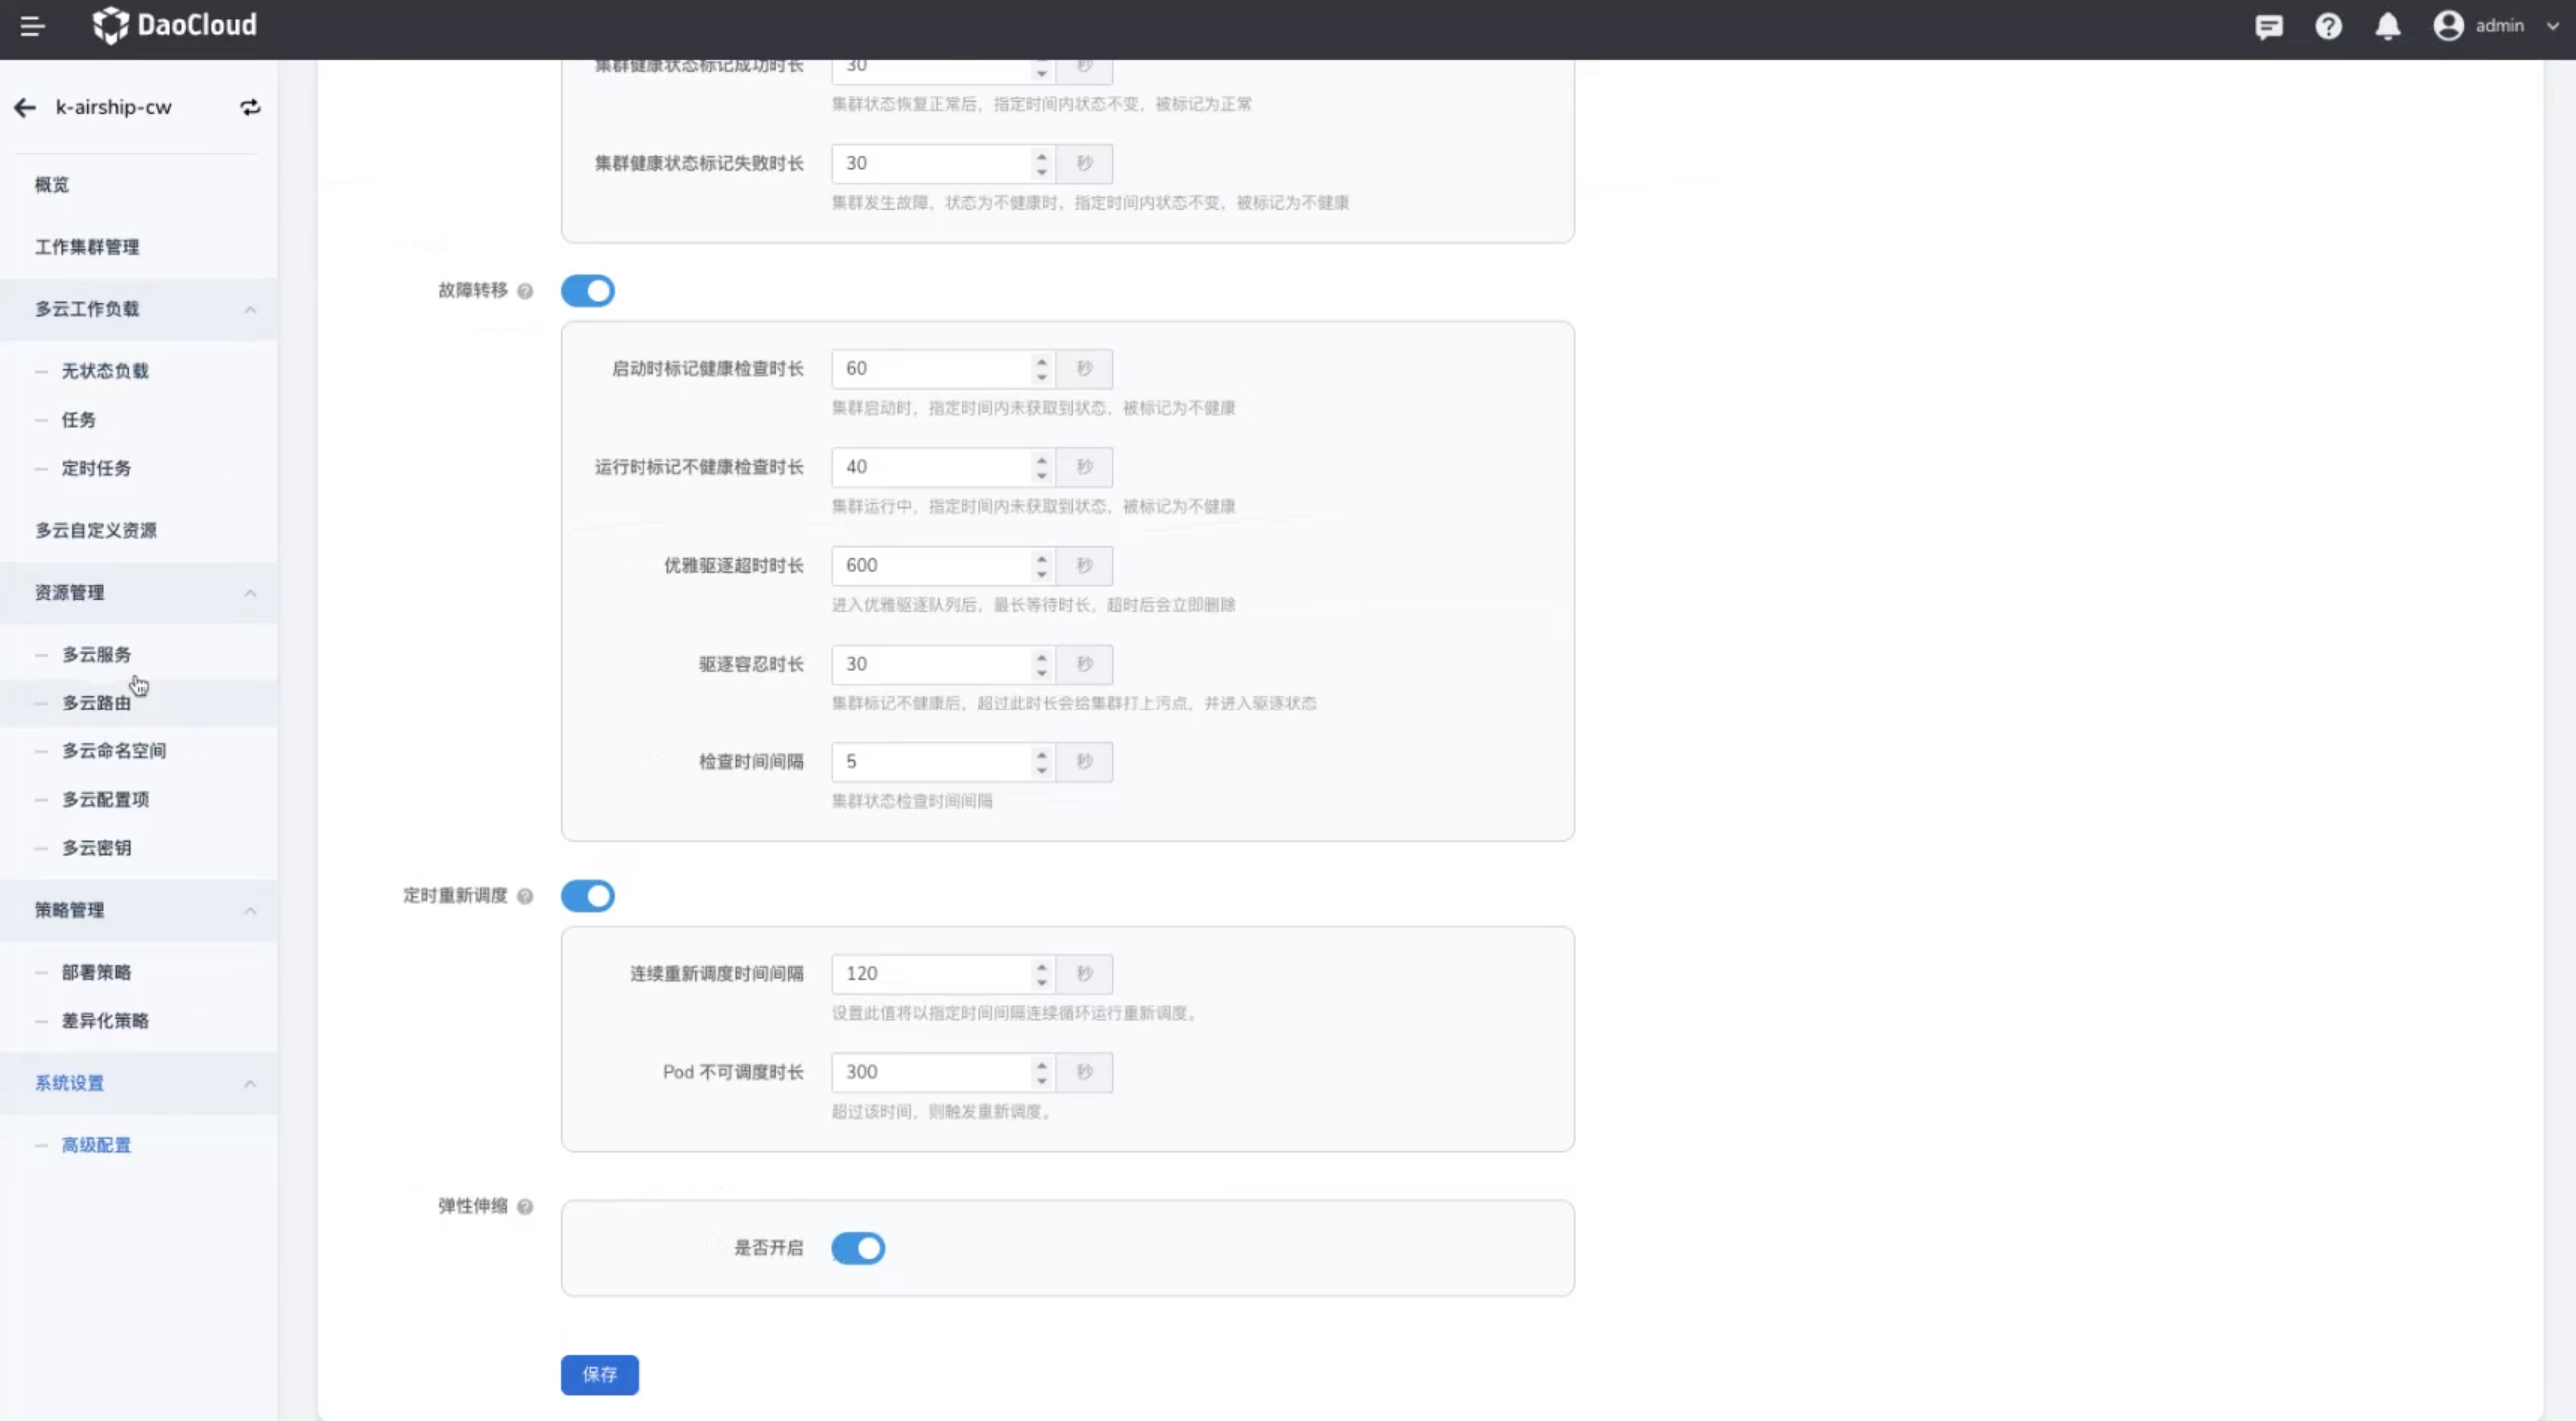 DaoCloud
admin
k-airship-cw
概览
工作集群管理
多云工作负载
无状态负载
任务
定时任务
多云自定义资源
资源管理
多云服务
多云路由
多云命名空间
多云配置项
多云密钥
策略管理
部署策略
差异化策略
系统设置
高级配置
集群健康状态标记成功时长 30 秒
集群状态恢复正常后，指定时间内状态不变，被标记为正常
集群健康状态标记失败时长 30 秒
集群发生故障，状态为不健康时，指定时间内状态不变，被标记为不健康
故障转移
启动时标记健康检查时长 60 秒
集群启动时，指定时间内未获取到状态，被标记为不健康
运行时标记不健康检查时长 40 秒
集群运行中，指定时间内未获取到状态，被标记为不健康
优雅驱逐超时时长 600 秒
进入优雅驱逐队列后，最长等待时长，超时后会立即删除
驱逐容忍时长 30 秒
集群标记不健康后，超过此时长会给集群打上污点，并进入驱逐状态
检查时间间隔 5 秒
集群状态检查时间间隔
定时重新调度
连续重新调度时间间隔 120 秒
设置此值将以指定时间间隔连续循环运行重新调度。
Pod 不可调度时长 300 秒
超过该时间，则触发重新调度。
弹性伸缩
是否开启
保存